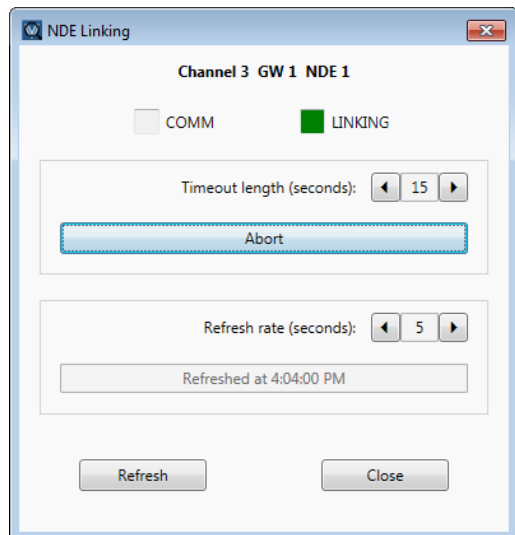 NDE Linking
Channel 3 GW 1 NDE 1
COMM LINKING
Timeout length (seconds): 15
Abort
Refresh rate (seconds): 5
Refreshed at 4:04:00 PM
Refresh Close